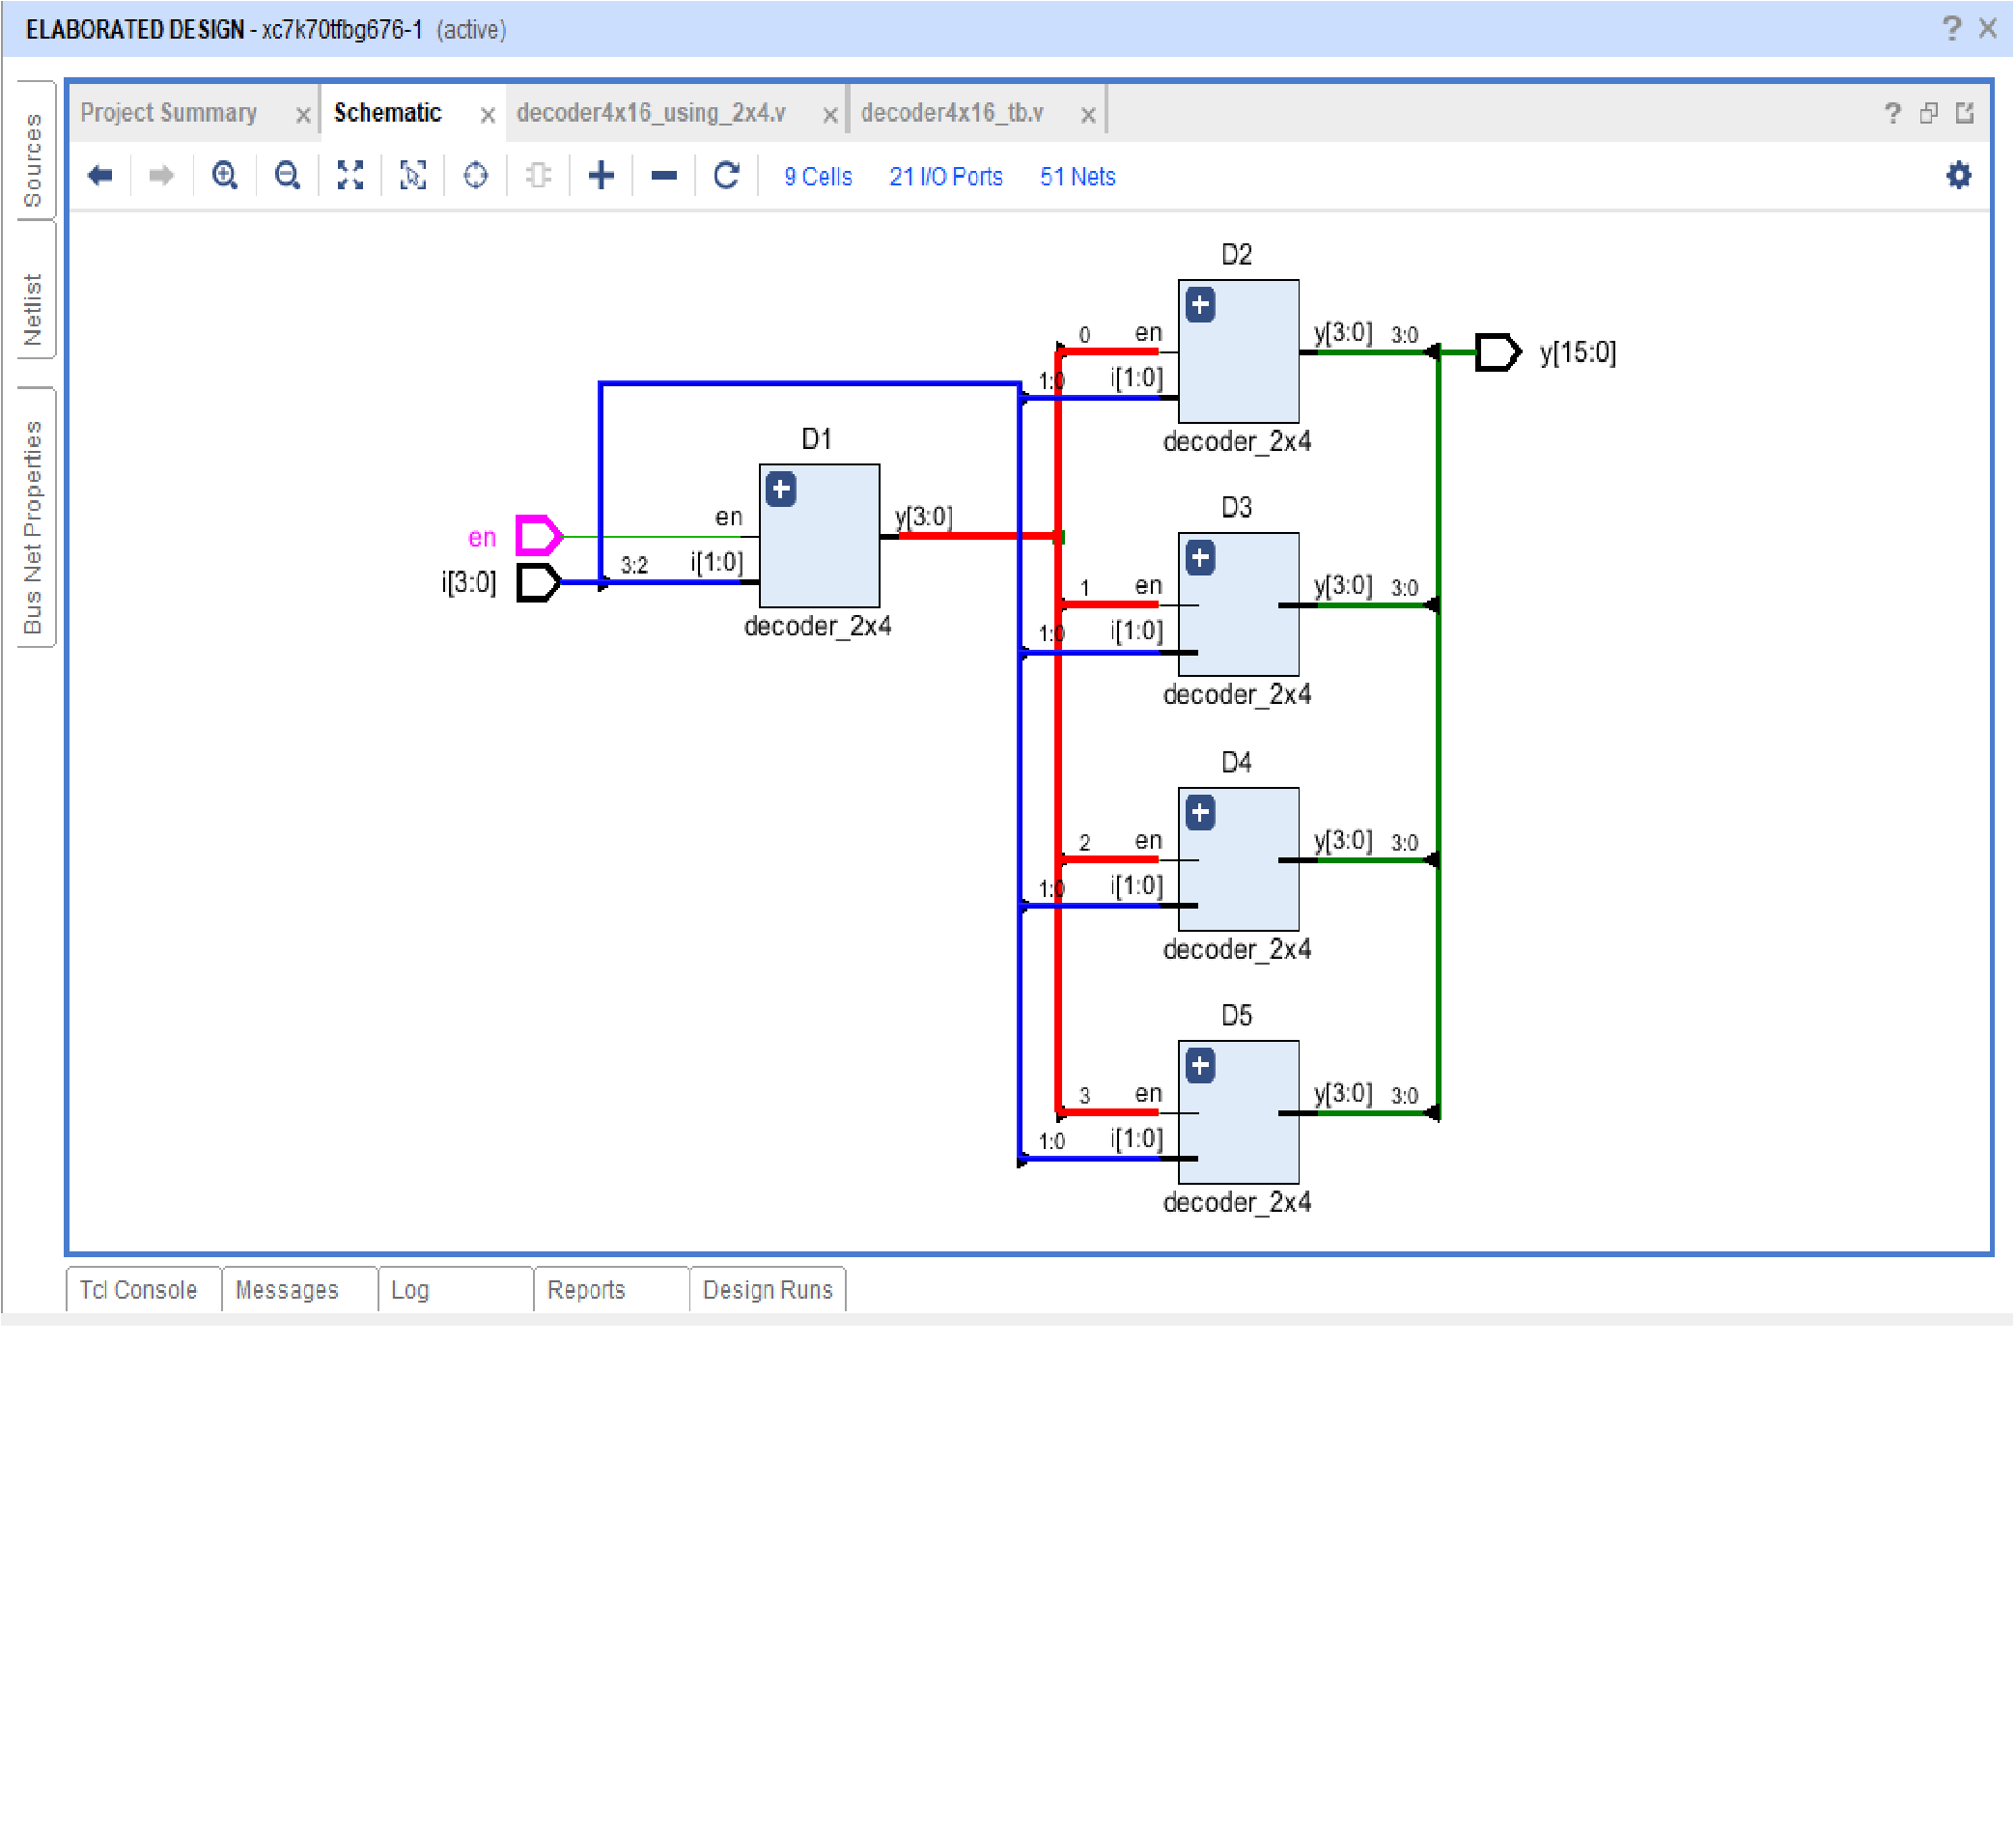 ELABORATED DESIGN - xc7k70tfbg676-1 (active)
Sources
Netlist
Bus Net Properties
Project Summary
Schematic
decoder4x16_using_2x4.v
decoder4x16_tb.v
9 Cells
21 I/O Ports
51 Nets
en
i[3:0]
3:2
D1
en
i[1:0]
y[3:0]
decoder_2x4
D2
0
en
1:0
i[1:0]
y[3:0]
3:0
decoder_2x4
y[15:0]
D3
1
en
1:0
i[1:0]
y[3:0]
3:0
decoder_2x4
D4
2
en
1:0
i[1:0]
y[3:0]
3:0
decoder_2x4
D5
3
en
1:0
i[1:0]
y[3:0]
3:0
decoder_2x4
Tcl Console
Messages
Log
Reports
Design Runs